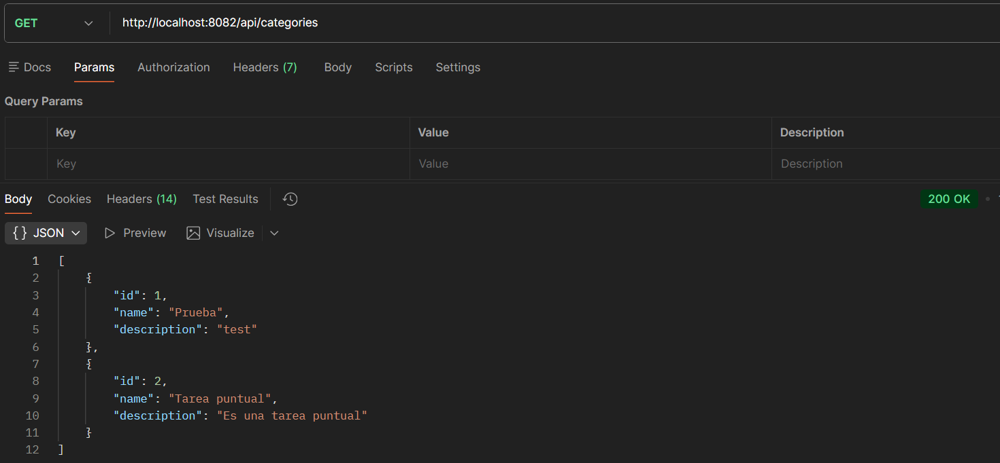 GET http://localhost:8082/api/categories
Docs Params Authorization Headers (7) Body Scripts Settings
Query Params
Key Value Description
Key Value Description
Body Cookies Headers (14) Test Results 200 OK
{ } JSON Preview Visualize
1 [
2 {
3 "id": 1,
4 "name": "Prueba",
5 "description": "test"
6 },
7 {
8 "id": 2,
9 "name": "Tarea puntual",
10 "description": "Es una tarea puntual"
11 }
12 ]